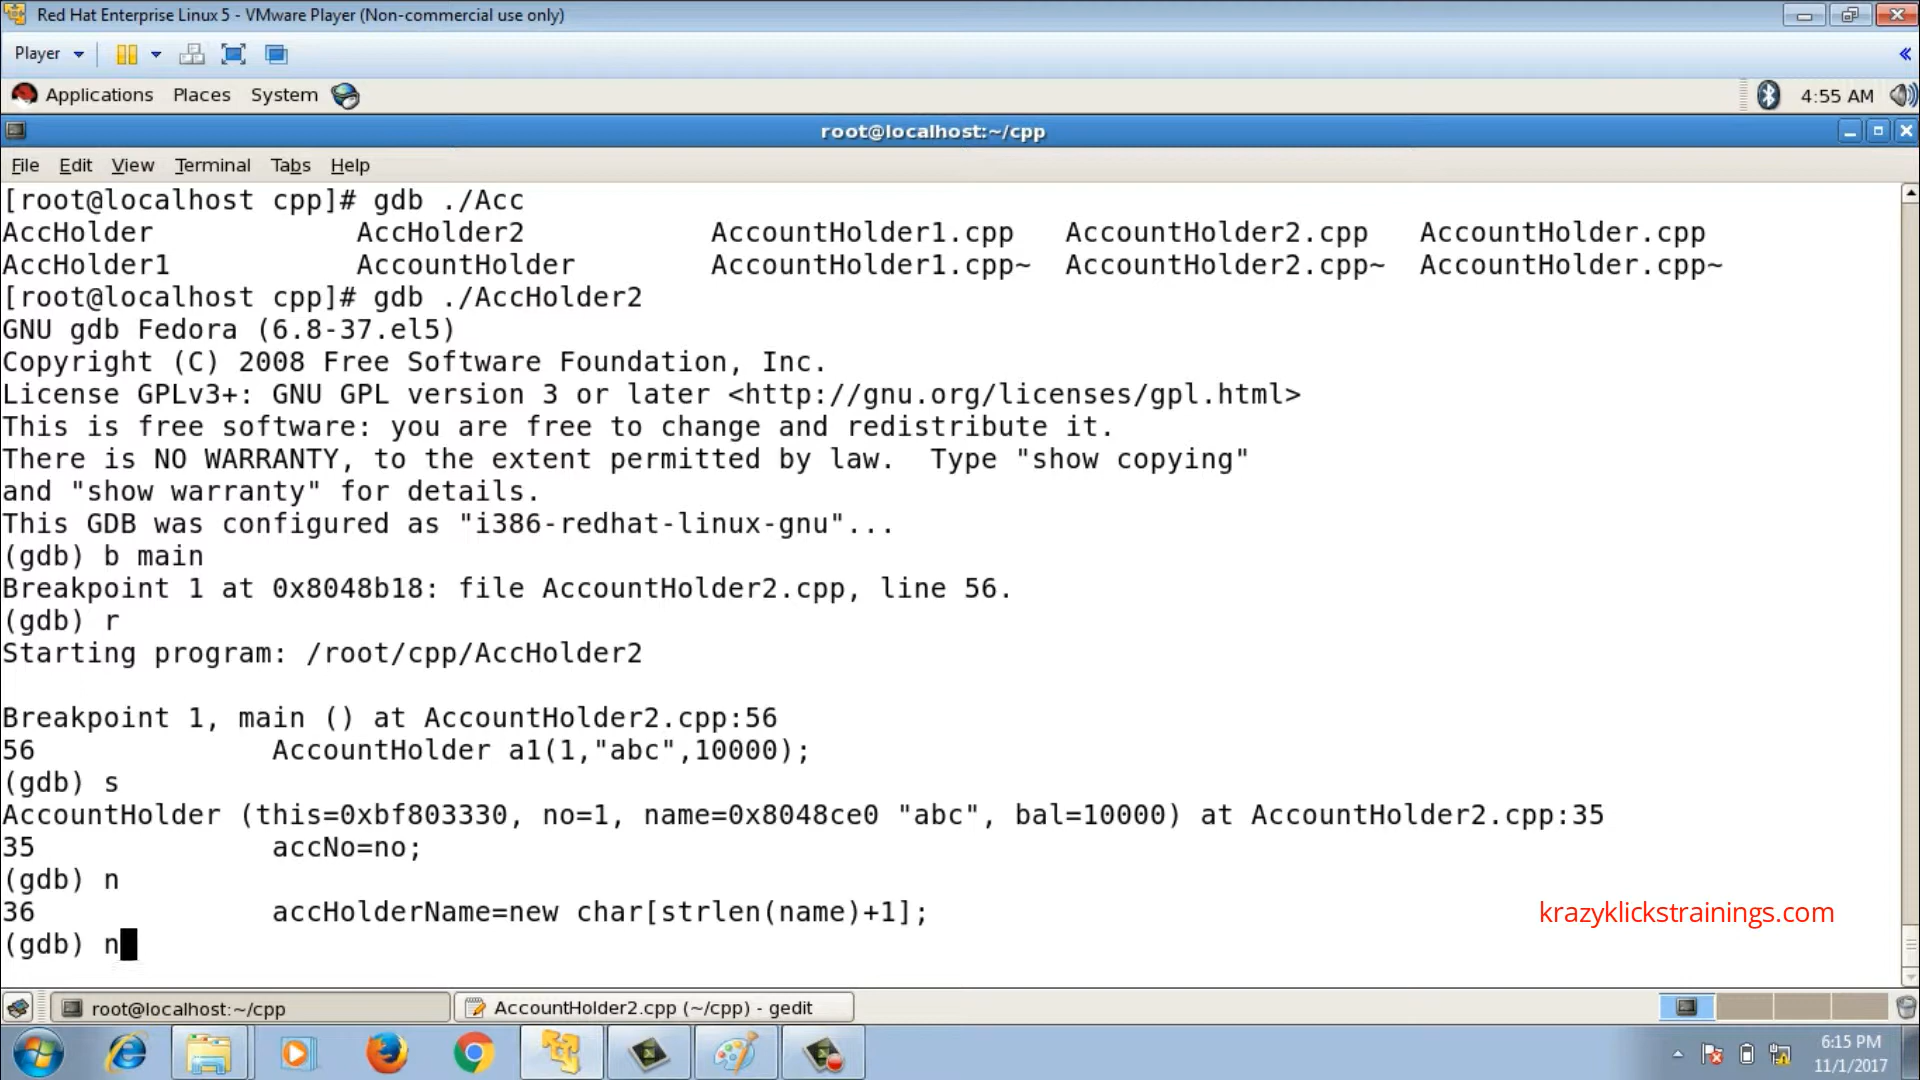 Red Hat Enterprise Linux 5 - VMware Player (Non-commercial use only)
Player
Applications Places System 4:55 AM
root@localhost:~/cpp
File Edit View Terminal Tabs Help
[root@localhost cpp]# gdb ./Acc
AccHolder AccHolder2 AccountHolder1.cpp AccountHolder2.cpp AccountHolder.cpp
AccHolder1 AccountHolder AccountHolder1.cpp~ AccountHolder2.cpp~ AccountHolder.cpp~
[root@localhost cpp]# gdb ./AccHolder2
GNU gdb Fedora (6.8-37.el5)
Copyright (C) 2008 Free Software Foundation, Inc.
License GPLv3+: GNU GPL version 3 or later <http://gnu.org/licenses/gpl.html>
This is free software: you are free to change and redistribute it.
There is NO WARRANTY, to the extent permitted by law.  Type "show copying"
and "show warranty" for details.
This GDB was configured as "i386-redhat-linux-gnu"...
(gdb) b main
Breakpoint 1 at 0x8048b18: file AccountHolder2.cpp, line 56.
(gdb) r
Starting program: /root/cpp/AccHolder2
Breakpoint 1, main () at AccountHolder2.cpp:56
56 AccountHolder a1(1,"abc",10000);
(gdb) s
AccountHolder (this=0xbf803330, no=1, name=0x8048ce0 "abc", bal=10000) at AccountHolder2.cpp:35
35 accNo=no;
(gdb) n
36 accHolderName=new char[strlen(name)+1];
krazyklickstrainings.com
(gdb) n
root@localhost:~/cpp AccountHolder2.cpp (~/cpp) - gedit
6:15 PM
11/1/2017